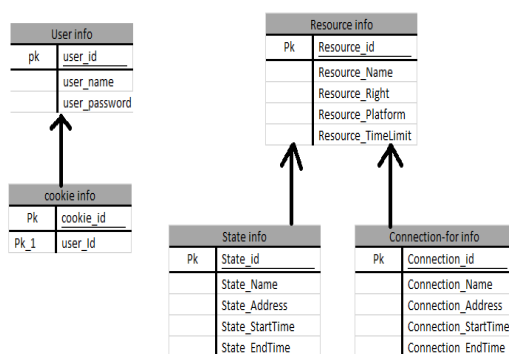 User info
pk user_id
user_name
user_password
cookie info
Pk cookie_id
Pk_1 user_Id
Resource info
Pk Resource_id
Resource_Name
Resource_Right
Resource_Platform
Resource_TimeLimit
State info
Pk State_id
State_Name
State_Address
State_StartTime
State_EndTime
Connection-for info
Pk Connection_id
Connection_Name
Connection_Address
Connection_StartTime
Connection_EndTime